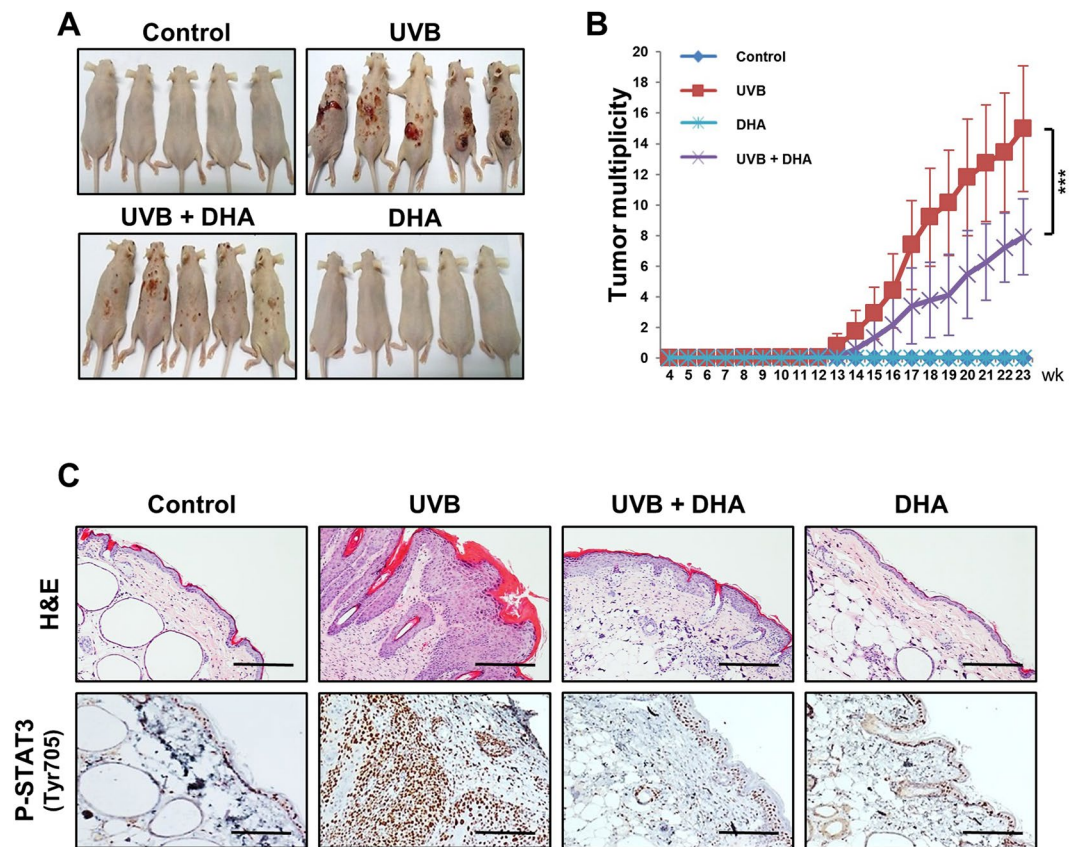 A
Control
UVB
UVB + DHA
DHA
B
Tumor multiplicity
20
18
16
14
12
10
8
6
4
2
0
Control
UVB
DHA
UVB + DHA
***
4 5 6 7 8 9 10 11 12 13 14 15 16 17 18 19 20 21 22 23 wk
C
Control
UVB
UVB + DHA
DHA
H&E
P-STAT3
(Tyr705)